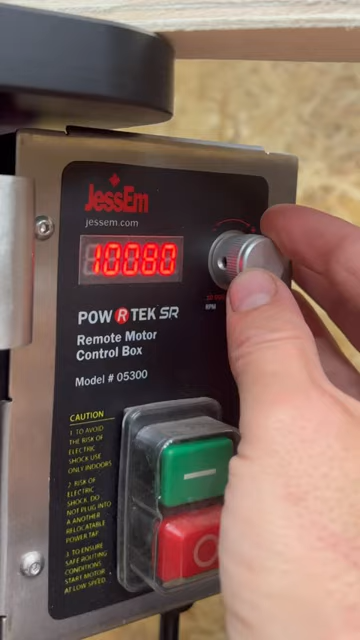 JessEm
jessem.com
10080
POWRTEK SR
RPM
Remote Motor
Control Box
Model # 05300
CAUTION
1. TO AVOID
THE RISK OF
ELECTRIC
SHOCK USE
ONLY INDOORS.
2. RISK OF
ELECTRIC
SHOCK. DO
NOT PLUG INTO
A ANOTHER
RELOCATABLE
POWER TAP.
3. TO ENSURE
SAFE ROUTING
CONDITIONS,
START MOTOR
AT LOW SPEED.